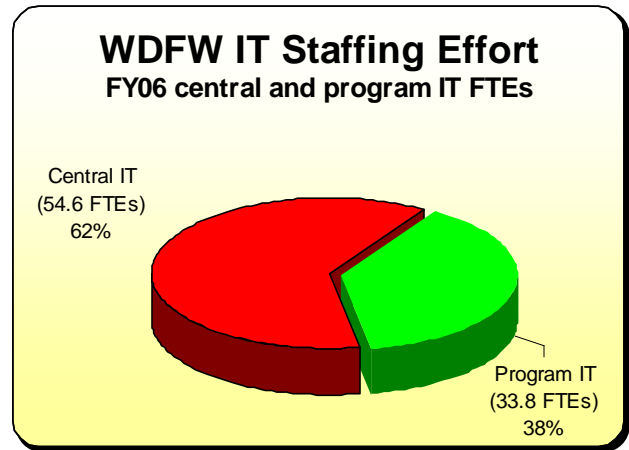 WDFW IT Staffing Effort
FY06 central and program IT FTEs
Central IT
(54.6 FTEs)
62%
Program IT
(33.8 FTEs)
38%